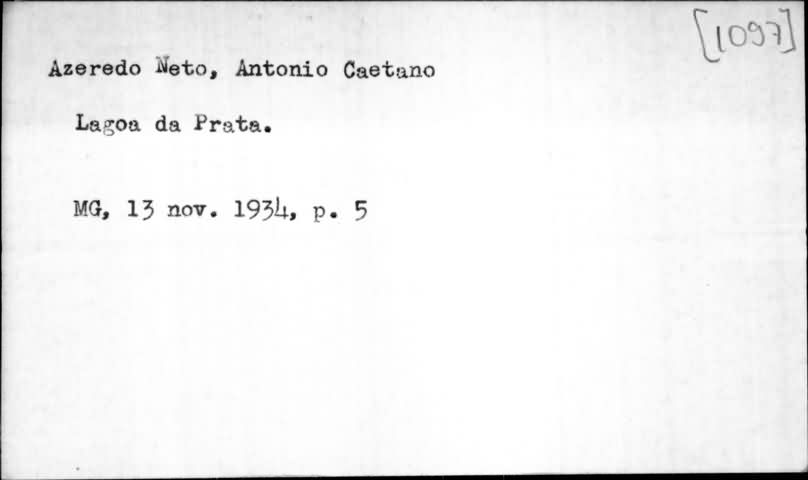 [1097]
Azeredo Neto, Antonio Caetano
Lagoa da Prata.
MG, 13 nov. 1934, p. 5